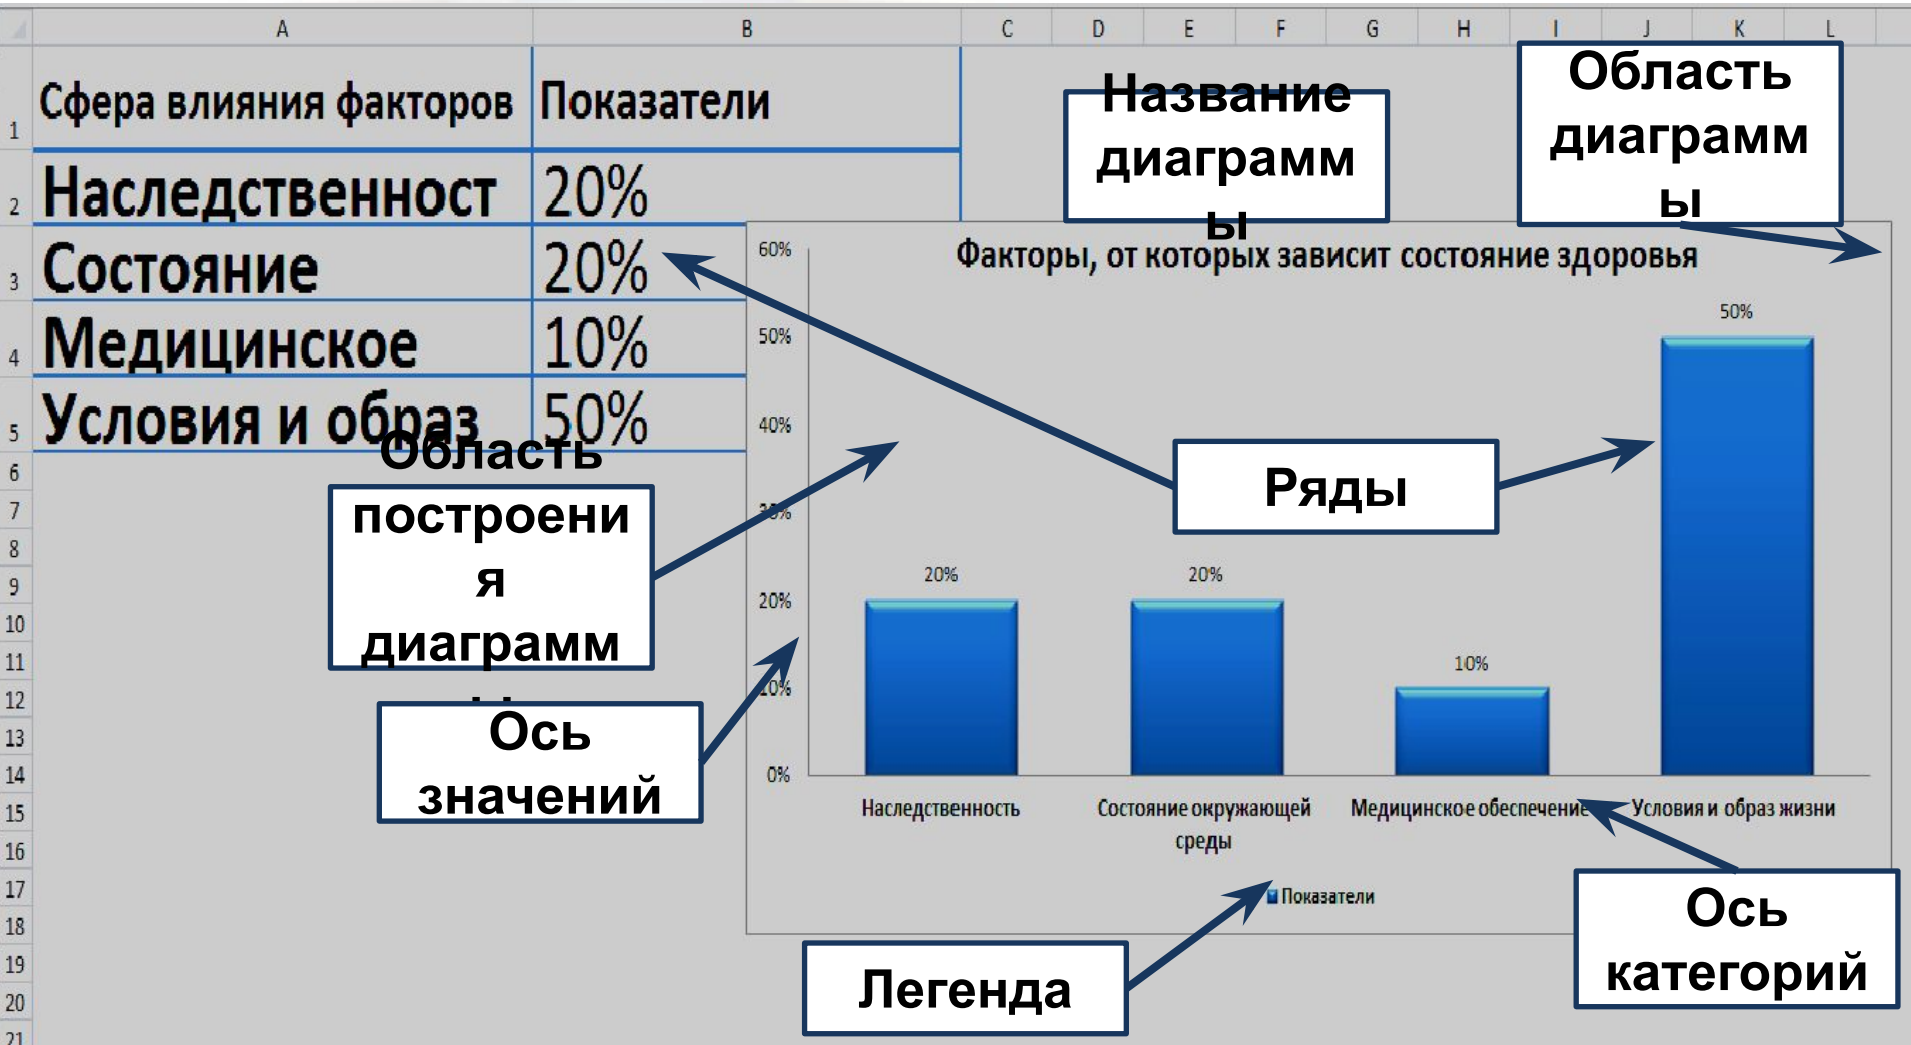 A B C D E F G H I J K L
1 Сфера влияния факторов Показатели
2 Наследственност 20%
3 Состояние 20%
4 Медицинское 10%
5 Условия и образ 50%
6
7
8
9
10
11
12
13
14
15
16
17
18
19
20
21
Название
диаграмм
ы
Область
диаграмм
ы
Факторы, от которых зависит состояние здоровья
60%
50%
40%
30%
20%
10%
0%
20%
20%
10%
50%
Ряды
Область
построени
я
диаграмм
Ось
значений
Наследственность
Состояние окружающей
среды
Медицинское обеспечение
Условия и образ жизни
Показатели
Легенда
Ось
категорий